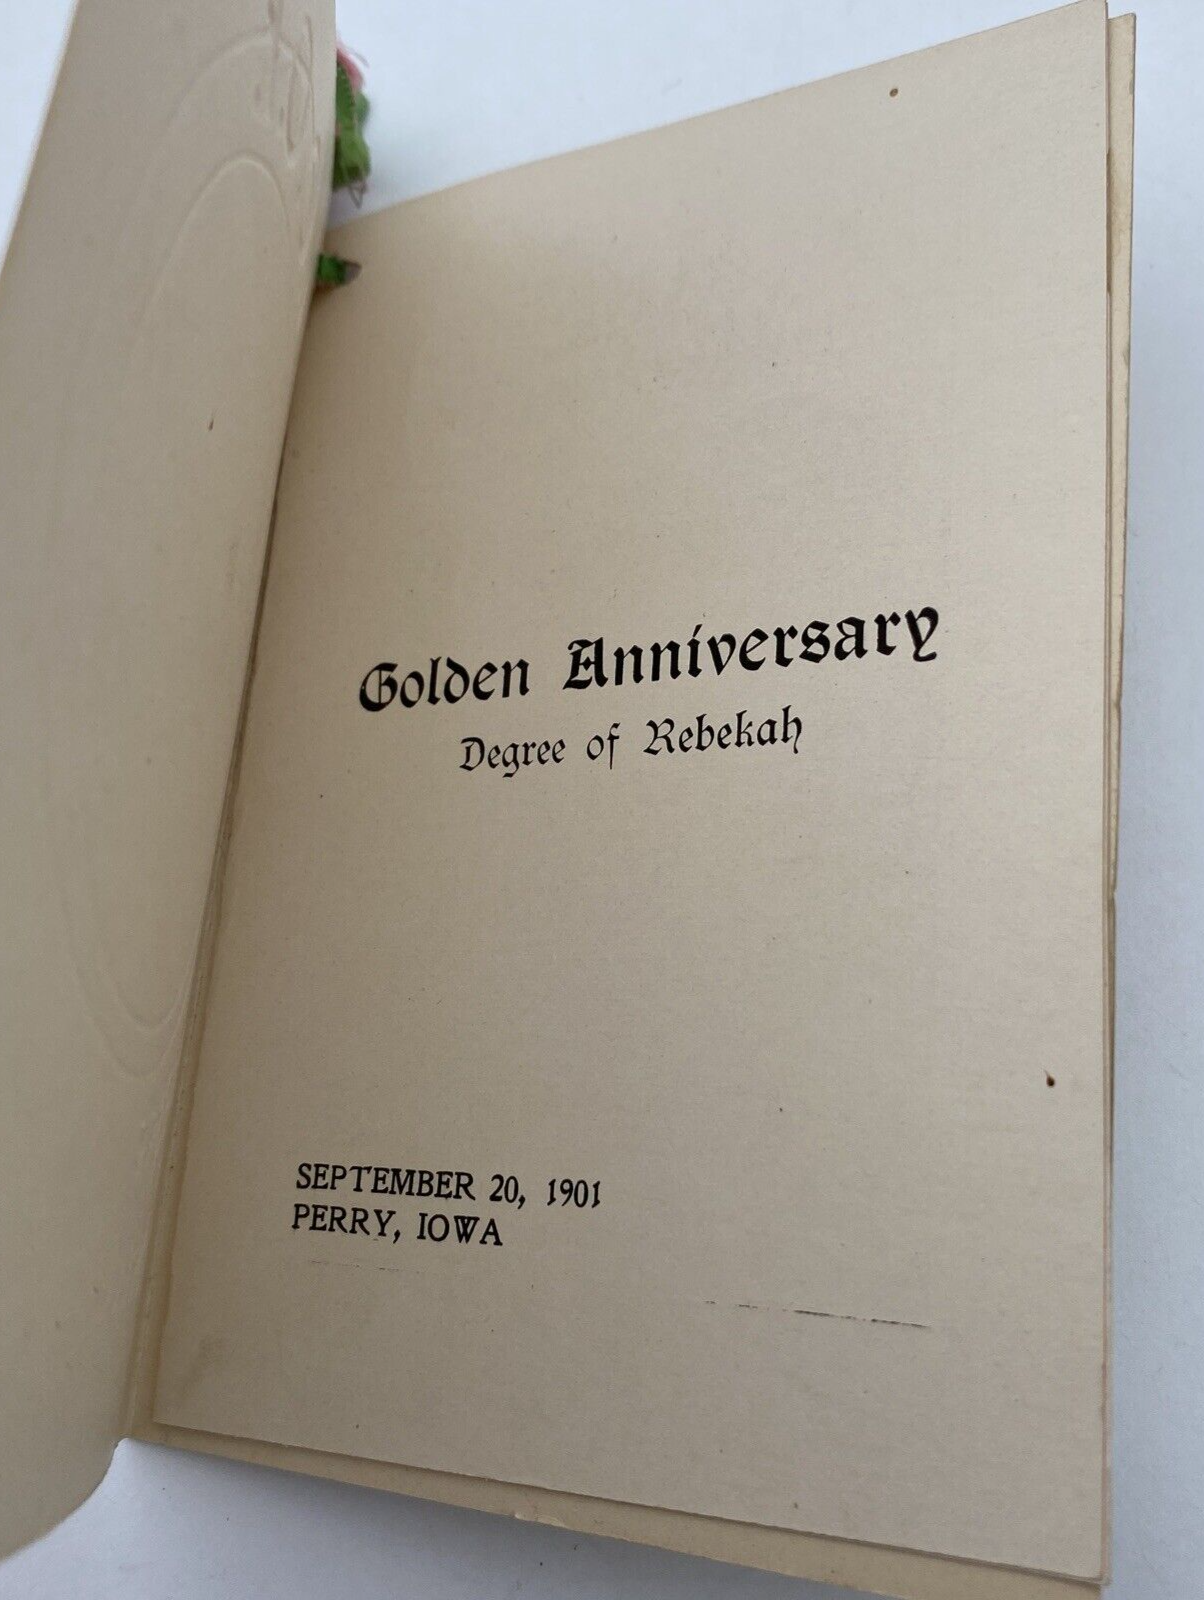 Golden Anniversary
Degree of Rebekah
SEPTEMBER 20, 1901
PERRY, IOWA